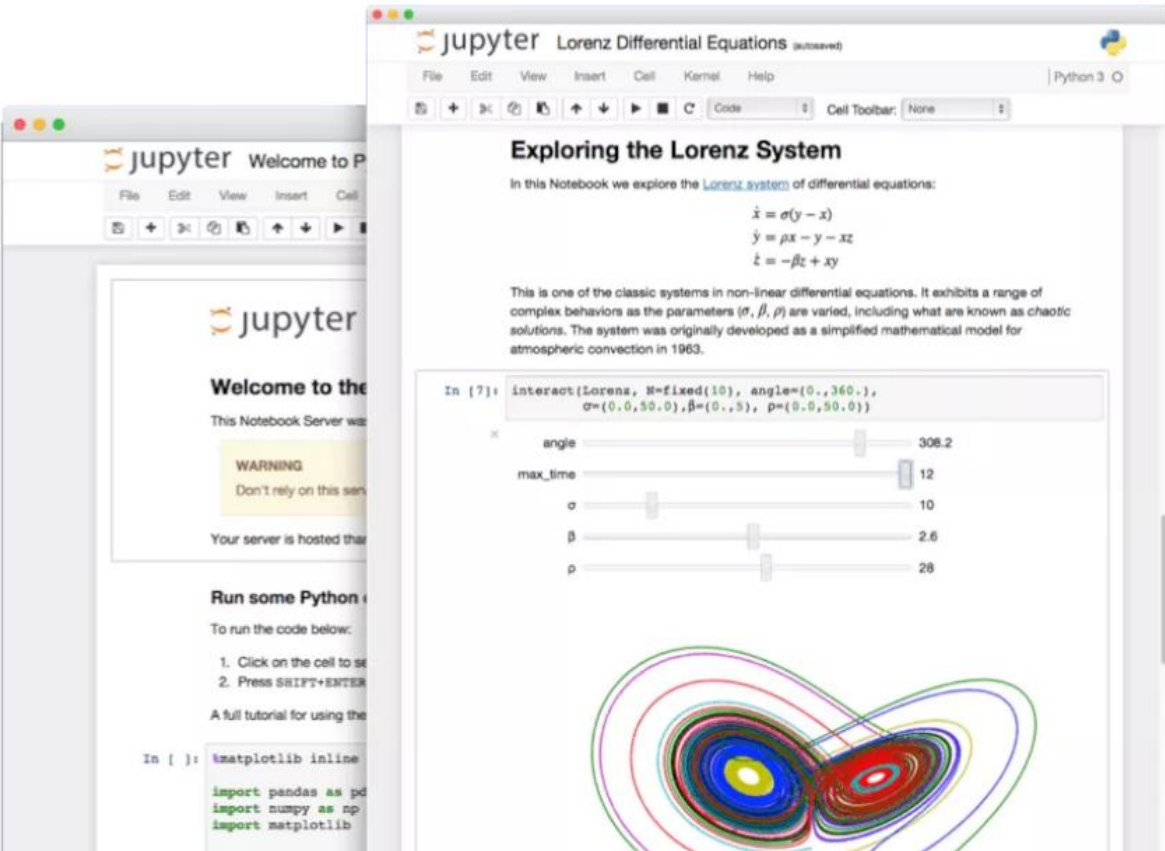 jupyter Welcome to P
File Edit View Insert Cell
jupyter
Welcome to the
This Notebook Server was
WARNING
Don't rely on this serv
Your server is hosted than
Run some Python
To run the code below:
1. Click on the cell to se
2. Press SHIFT+ENTER
A full tutorial for using the
In [ ]: %matplotlib inline
import pandas as pd
import numpy as np
import matplotlib
jupyter Lorenz Differential Equations (autosaved)
File Edit View Insert Cell Kernel Help Python 3
Code Cell Toolbar: None
Exploring the Lorenz System
In this Notebook we explore the Lorenz system of differential equations:
ẋ = σ(y − x)
ẏ = ρx − y − xz
ż = −βz + xy
This is one of the classic systems in non-linear differential equations. It exhibits a range of
complex behaviors as the parameters (σ, β, ρ) are varied, including what are known as chaotic
solutions. The system was originally developed as a simplified mathematical model for
atmospheric convection in 1963.
In [7]: interact(Lorenz, N=fixed(10), angle=(0.,360.),
σ=(0.0,50.0),β=(0.,5), ρ=(0.0,50.0))
angle 308.2
max_time 12
σ 10
β 2.6
ρ 28